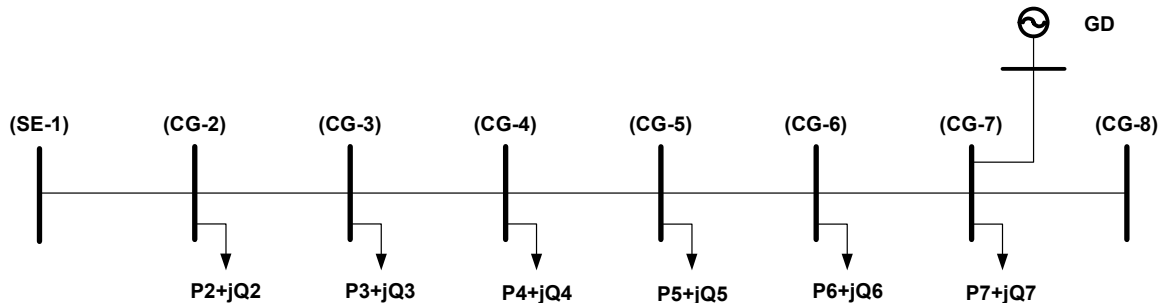 GD
(SE-1) (CG-2) (CG-3) (CG-4) (CG-5) (CG-6) (CG-7) (CG-8)
P2+jQ2 P3+jQ3 P4+jQ4 P5+jQ5 P6+jQ6 P7+jQ7